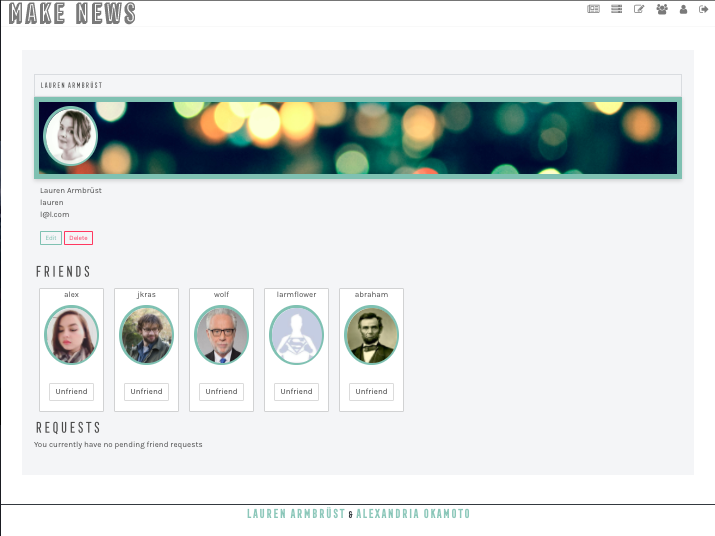 MAKE NEWS
LAUREN ARMBRÜST
Lauren Armbrüst
lauren
l@l.com
Edit Delete
FRIENDS
alex jkras wolf larmflower abraham
Unfriend Unfriend Unfriend Unfriend Unfriend
REQUESTS
You currently have no pending friend requests
LAUREN ARMBRÜST & ALEXANDRIA OKAMOTO